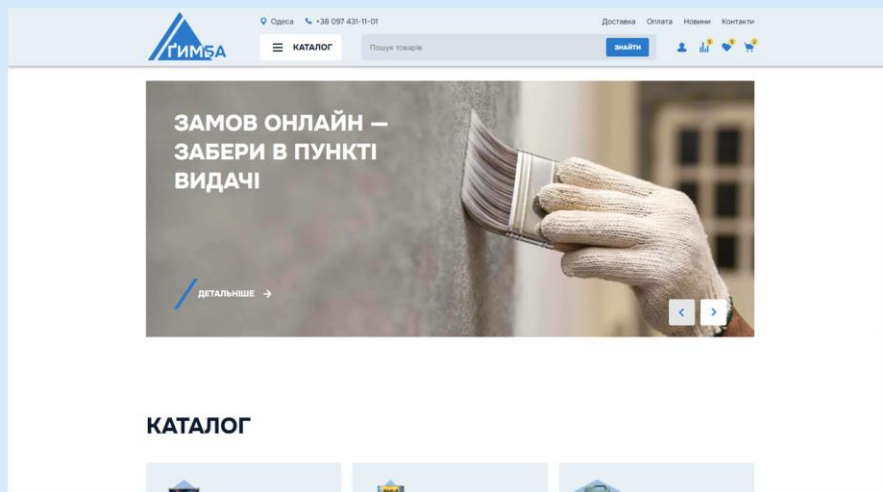 ГИМБА
Одеса +38 097 431-11-01
Доставка Оплата Новини Контакти
КАТАЛОГ
Пошук товарів
ЗНАЙТИ
ЗАМОВ ОНЛАЙН —
ЗАБЕРИ В ПУНКТІ
ВИДАЧІ
ДЕТАЛЬНІШЕ →
КАТАЛОГ